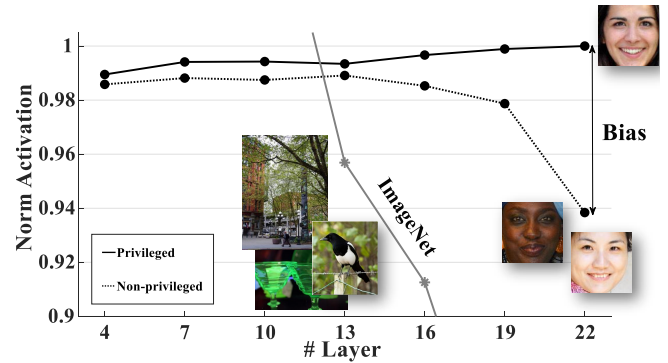 1
0.98
0.96
0.94
0.92
0.9
Norm Activation
Bias
ImageNet
Privileged
Non-privileged
4 7 10 13 16 19 22
# Layer